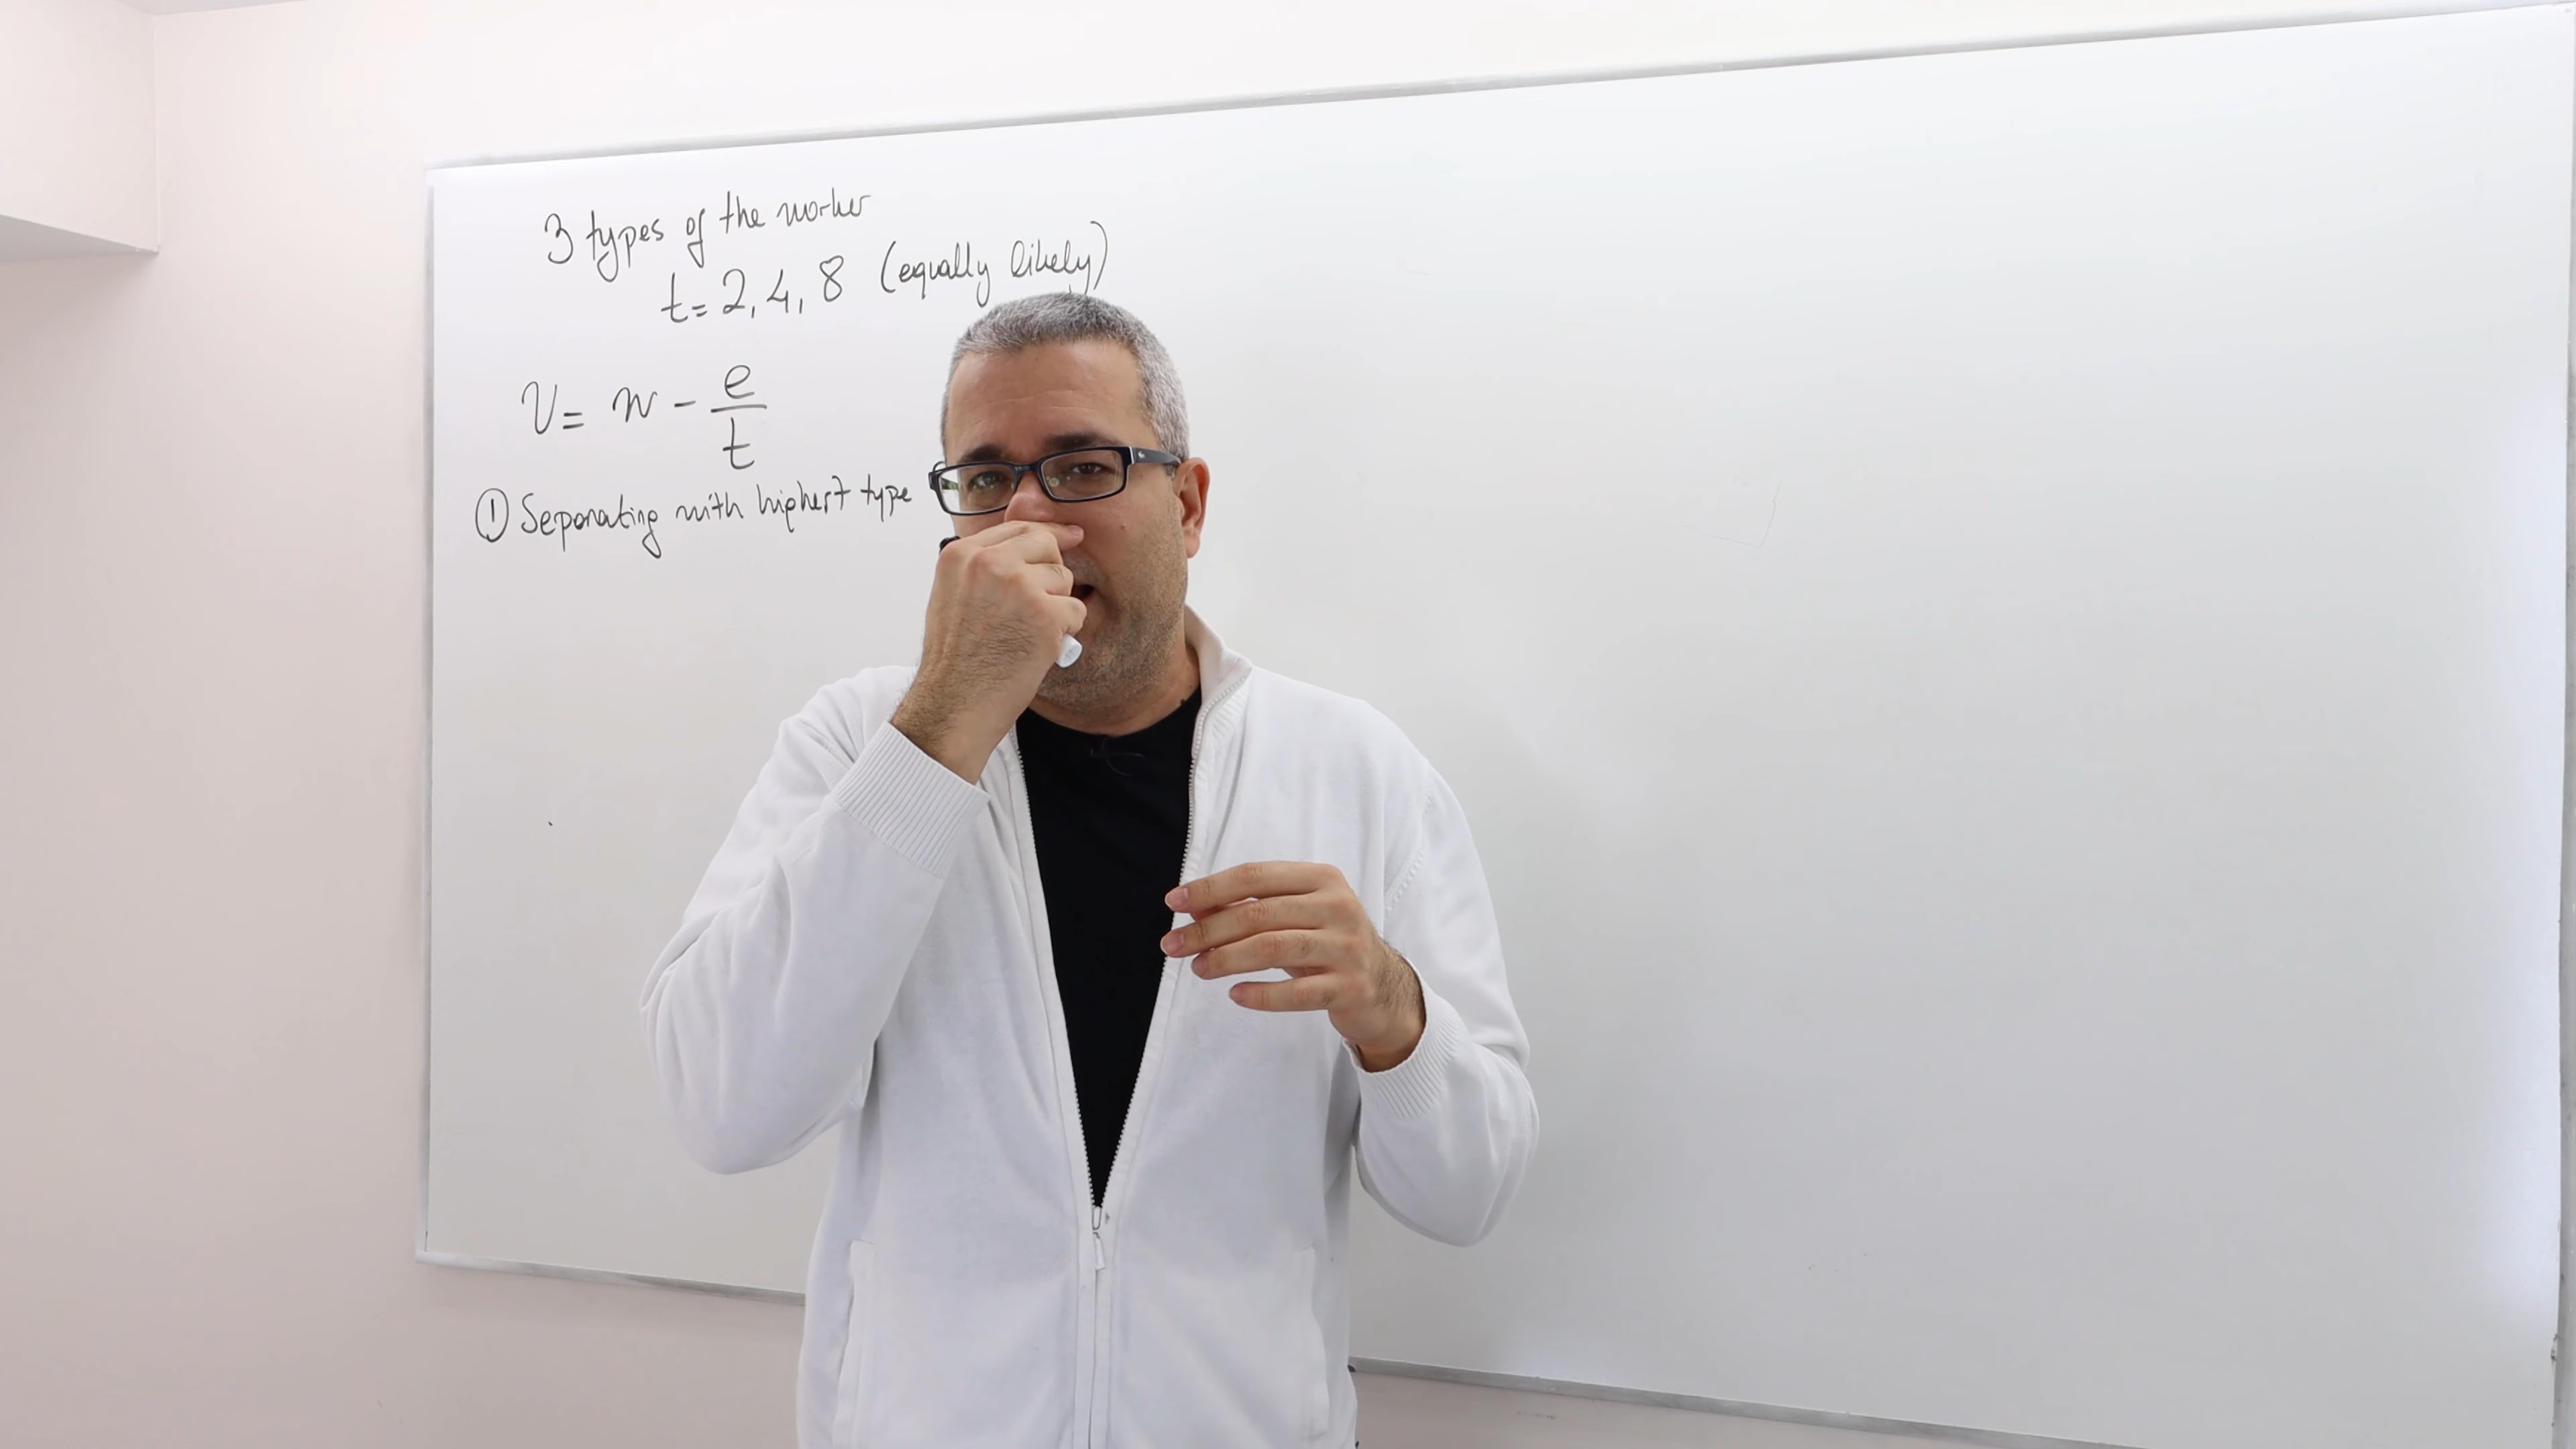 3 types of the worker
t = 2, 4, 8 (equally likely)
U = w - e/t
① Separating with highest type